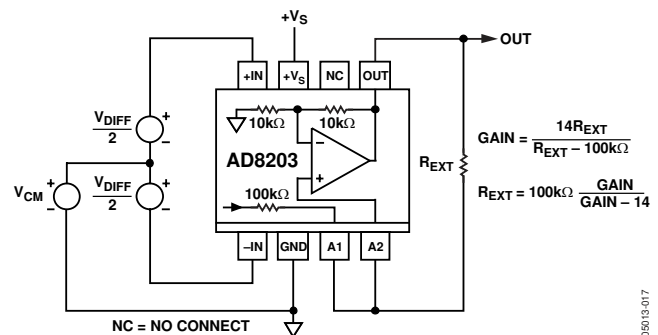 +VS
OUT
+IN
+VS
NC
OUT
10kΩ
10kΩ
VDIFF
2
AD8203
GAIN = 14REXT
REXT – 100kΩ
REXT
VCM
VDIFF
2
100kΩ
REXT = 100kΩ GAIN
GAIN – 14
–IN
GND
A1
A2
NC = NO CONNECT
05013-017